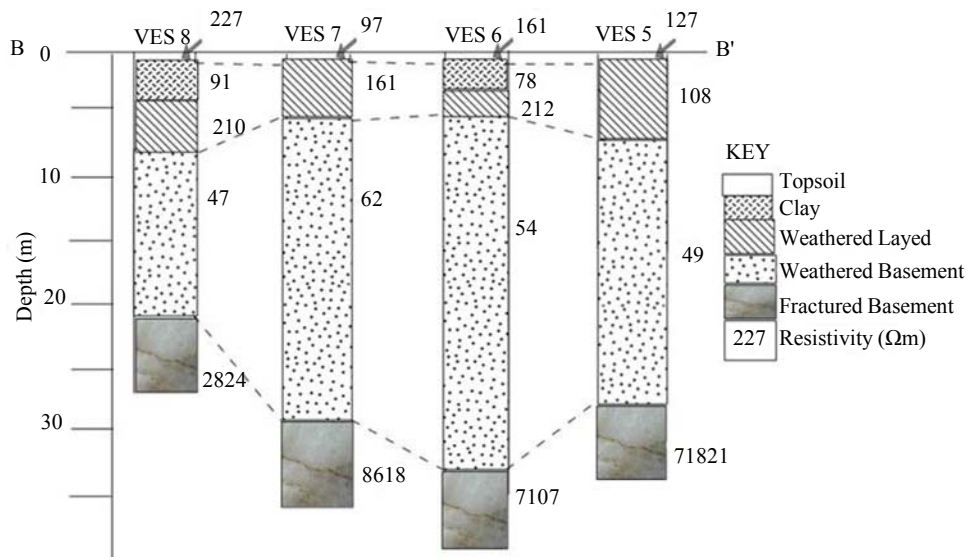 227
97
161
127
B
VES 8
VES 7
VES 6
VES 5
B'
0
91
161
78
108
210
212
10
47
62
54
49
20
30
2824
8618
7107
71821
Depth (m)
KEY
Topsoil
Clay
Weathered Layed
Weathered Basement
Fractured Basement
227 Resistivity (Ωm)